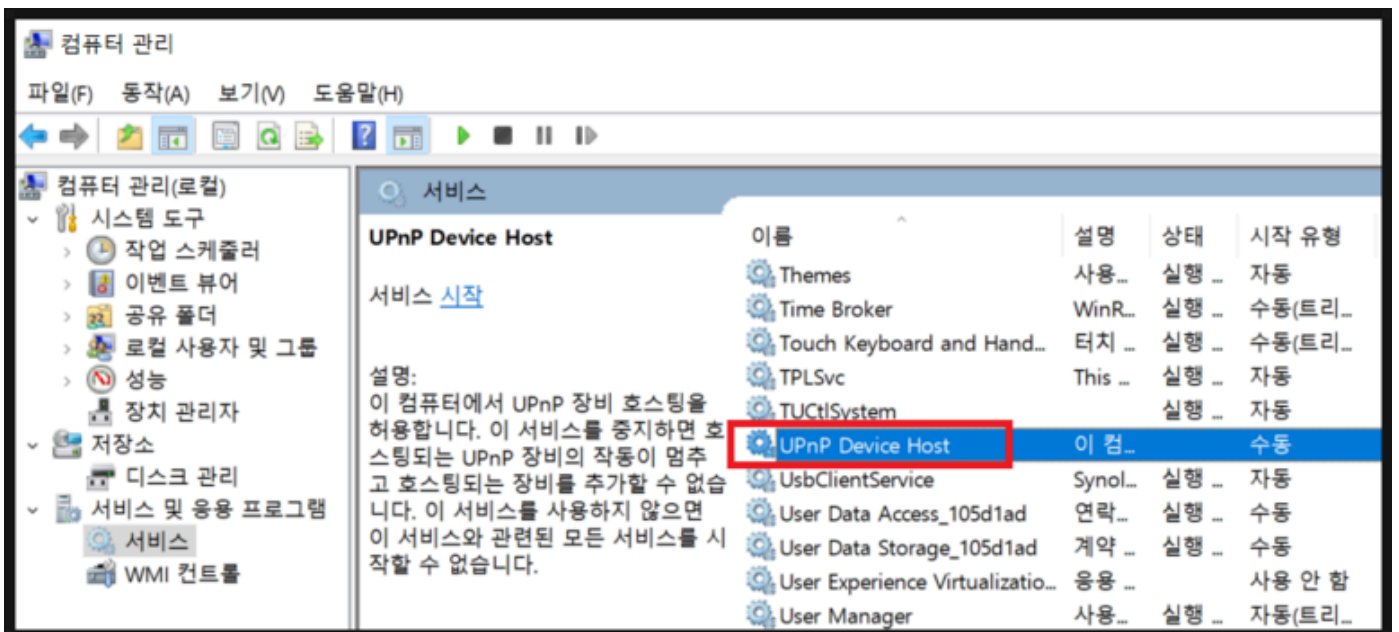 컴퓨터 관리
파일(F) 동작(A) 보기(V) 도움말(H)
컴퓨터 관리(로컬)
시스템 도구
작업 스케줄러
이벤트 뷰어
공유 폴더
로컬 사용자 및 그룹
성능
장치 관리자
저장소
디스크 관리
서비스 및 응용 프로그램
서비스
WMI 컨트롤
서비스
UPnP Device Host
서비스 시작
설명:
이 컴퓨터에서 UPnP 장비 호스팅을
허용합니다. 이 서비스를 중지하면 호
스팅되는 UPnP 장비의 작동이 멈추
고 호스팅되는 장비를 추가할 수 없습
니다. 이 서비스를 사용하지 않으면
이 서비스와 관련된 모든 서비스를 시
작할 수 없습니다.
이름 설명 상태 시작 유형
Themes 사용... 실행 ... 자동
Time Broker WinR... 실행 ... 수동(트리...
Touch Keyboard and Hand... 터치 ... 실행 ... 수동(트리...
TPLSvc This ... 실행 ... 자동
TUCtlSystem 실행 ... 자동
UPnP Device Host 이 컴... 수동
UsbClientService Synol... 실행 ... 자동
User Data Access_105d1ad 연락... 실행 ... 수동
User Data Storage_105d1ad 계약 ... 실행 ... 수동
User Experience Virtualizatio... 응용 ... 사용 안 함
User Manager 사용... 실행 ... 자동(트리...